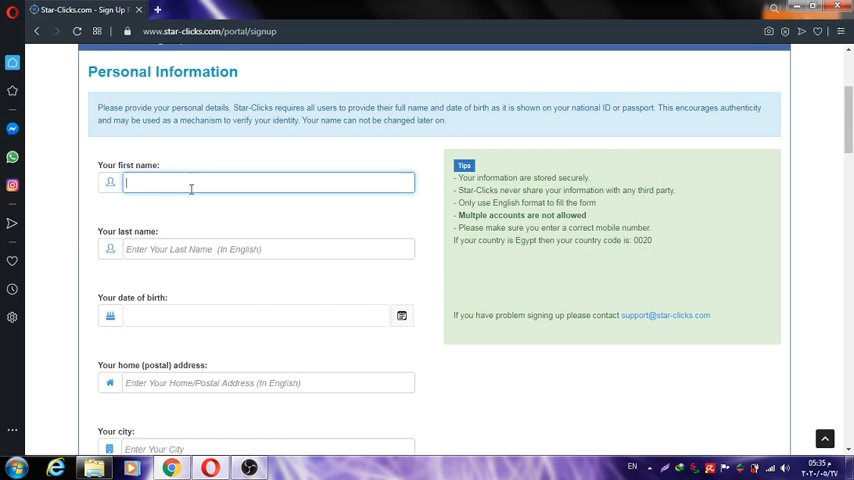 Star-Clicks.com - Sign Up F
www.star-clicks.com/portal/signup
Personal Information
Please provide your personal details. Star-Clicks requires all users to provide their full name and date of birth as it is shown on your national ID or passport. This encourages authenticity
and may be used as a mechanism to verify your identity. Your name can not be changed later on.
Your first name:
Your last name:
Enter Your Last Name (In English)
Your date of birth:
Your home (postal) address:
Enter Your Home/Postal Address (In English)
Your city:
Enter Your City
Tips
- Your information are stored securely.
- Star-Clicks never share your information with any third party.
- Only use English format to fill the form
- Multple accounts are not allowed
- Please make sure you enter a correct mobile number.
If your country is Egypt then your country code is: 0020
If you have problem signing up please contact support@star-clicks.com
EN
05:35 م
٢٠٢٠/٠٥/٢٧